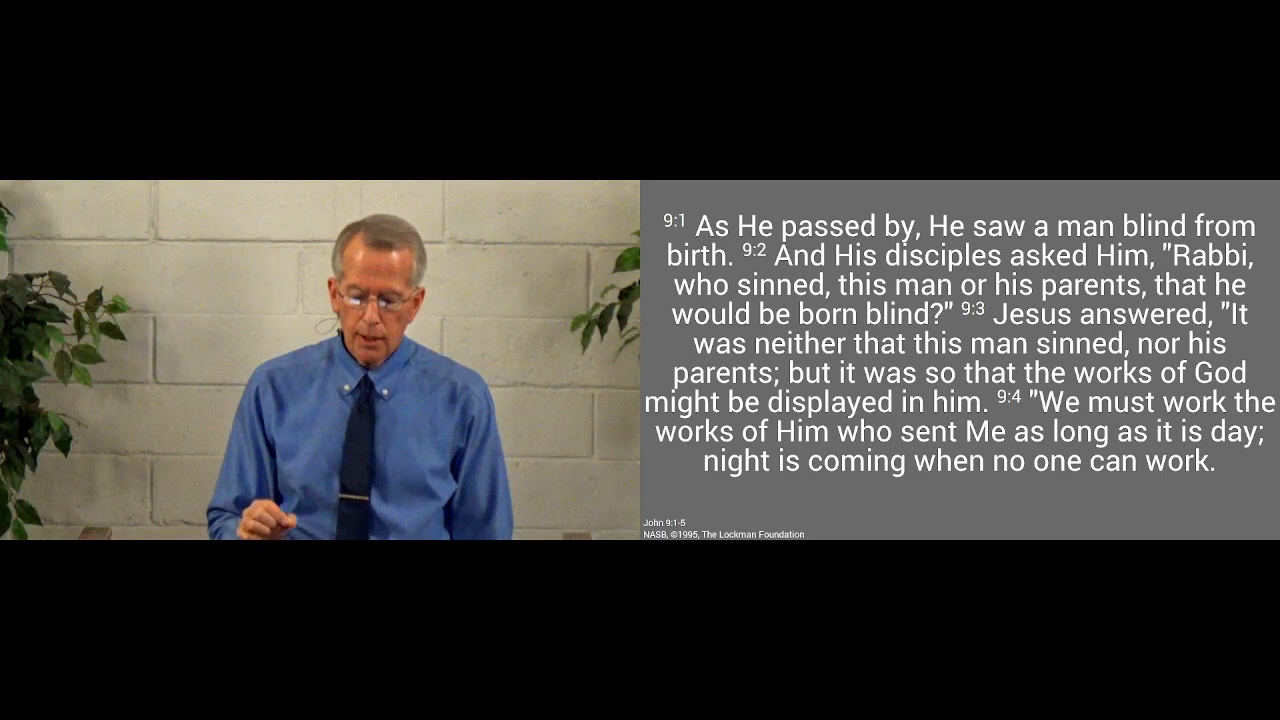 9:1 As He passed by, He saw a man blind from
birth. 9:2 And His disciples asked Him, "Rabbi,
who sinned, this man or his parents, that he
would be born blind?" 9:3 Jesus answered, "It
was neither that this man sinned, nor his
parents; but it was so that the works of God
might be displayed in him. 9:4 "We must work the
works of Him who sent Me as long as it is day;
night is coming when no one can work.
John 9:1-5
NASB, ©1995, The Lockman Foundation